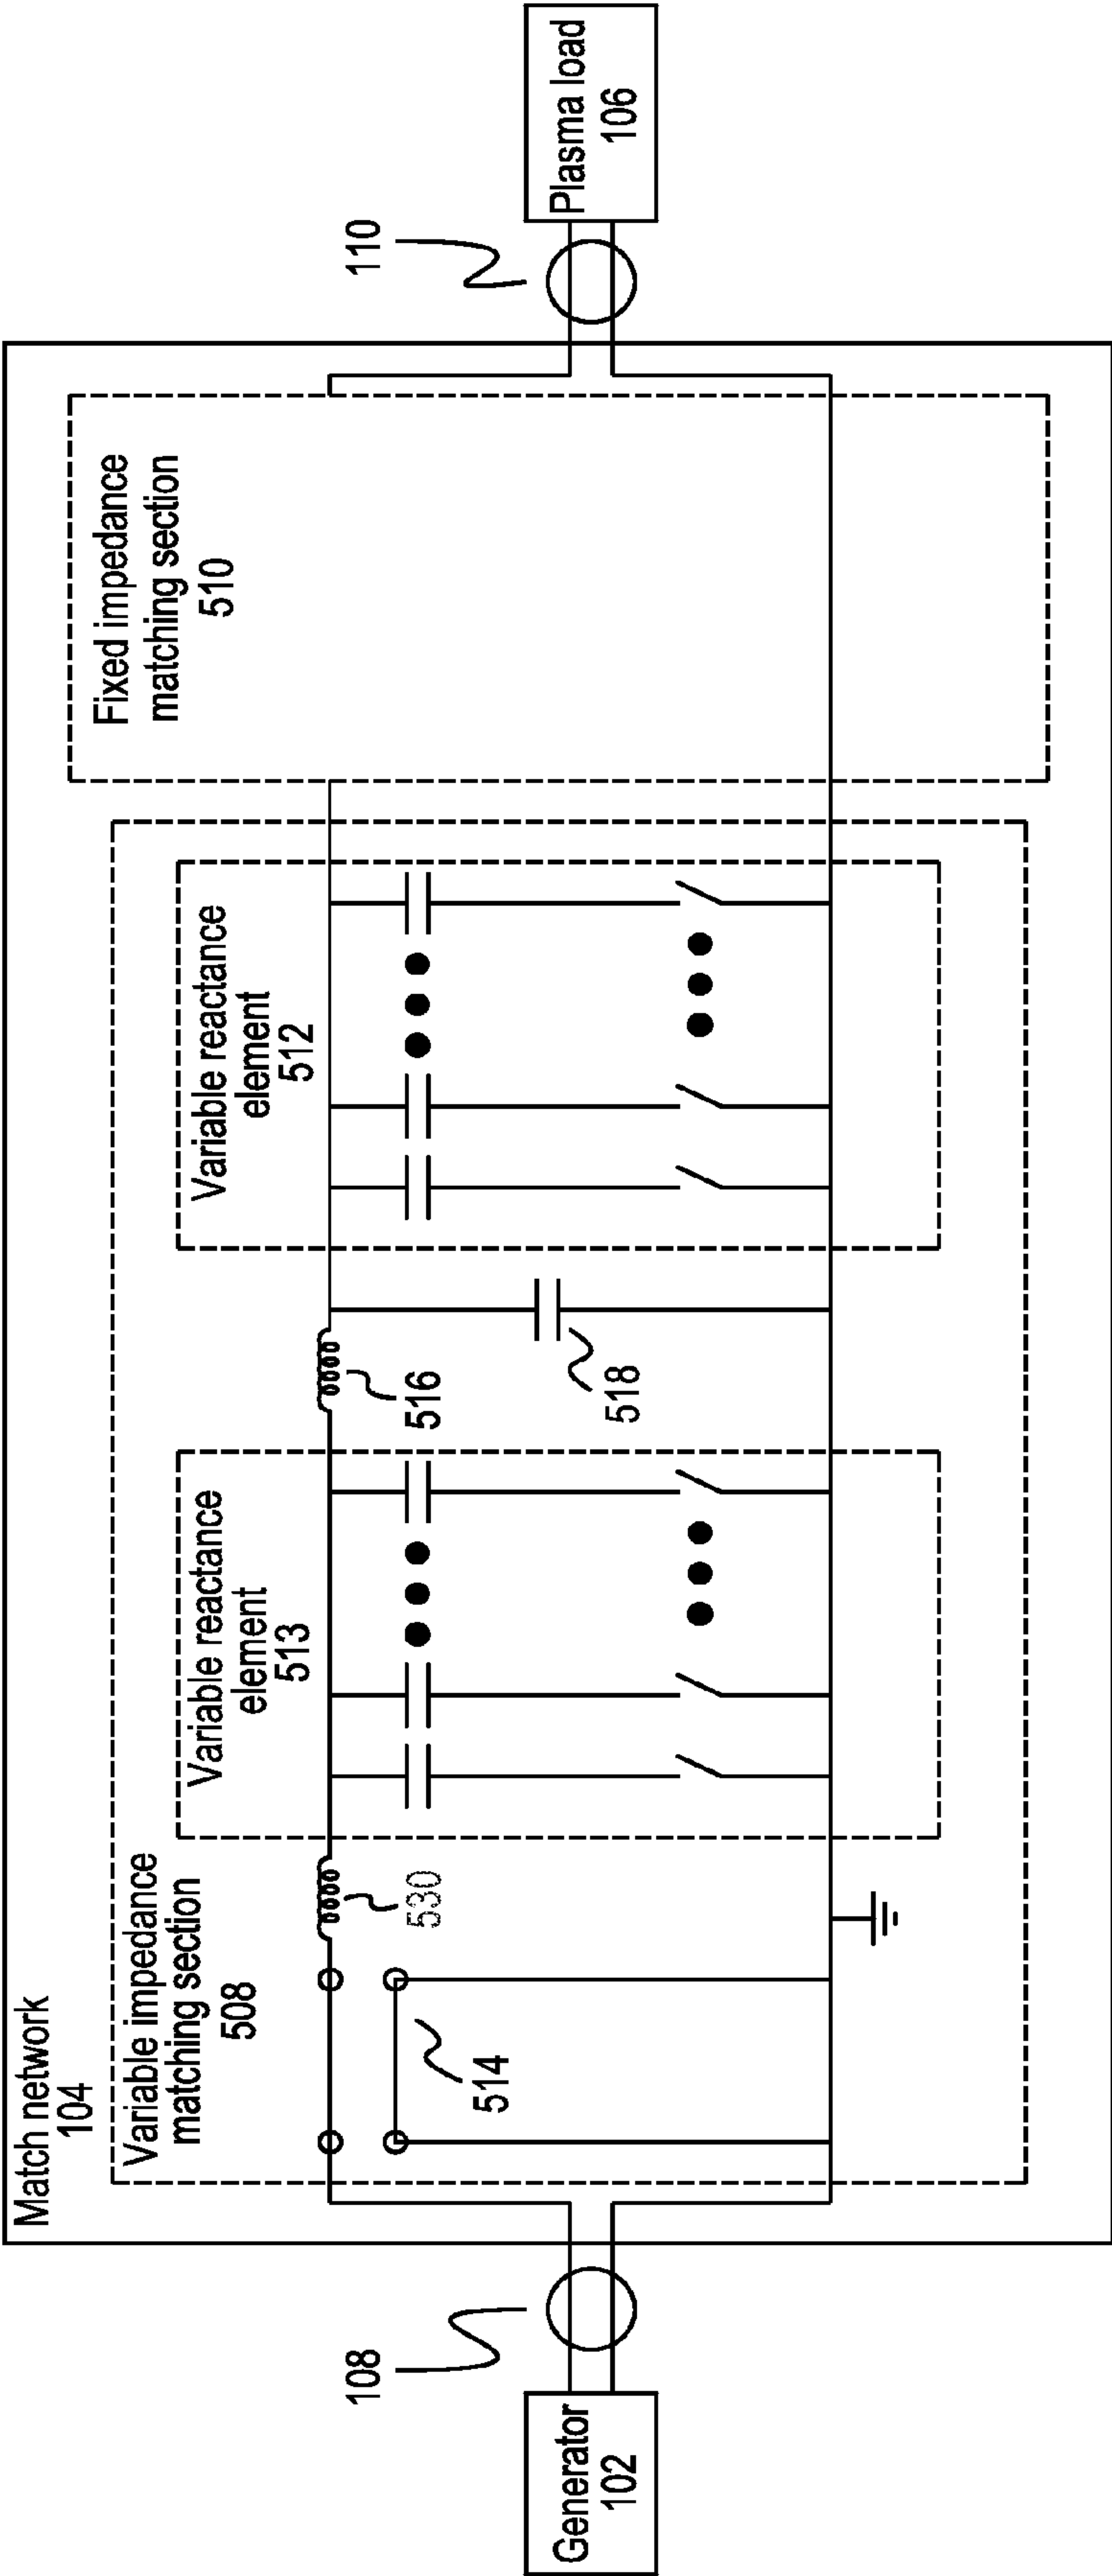 Match network
104
Variable impedance
matching section
508
Fixed impedance
matching section
510
Variable reactance
element
513
Variable reactance
element
512
108
110
530
516
514
518
Generator
102
Plasma load
106